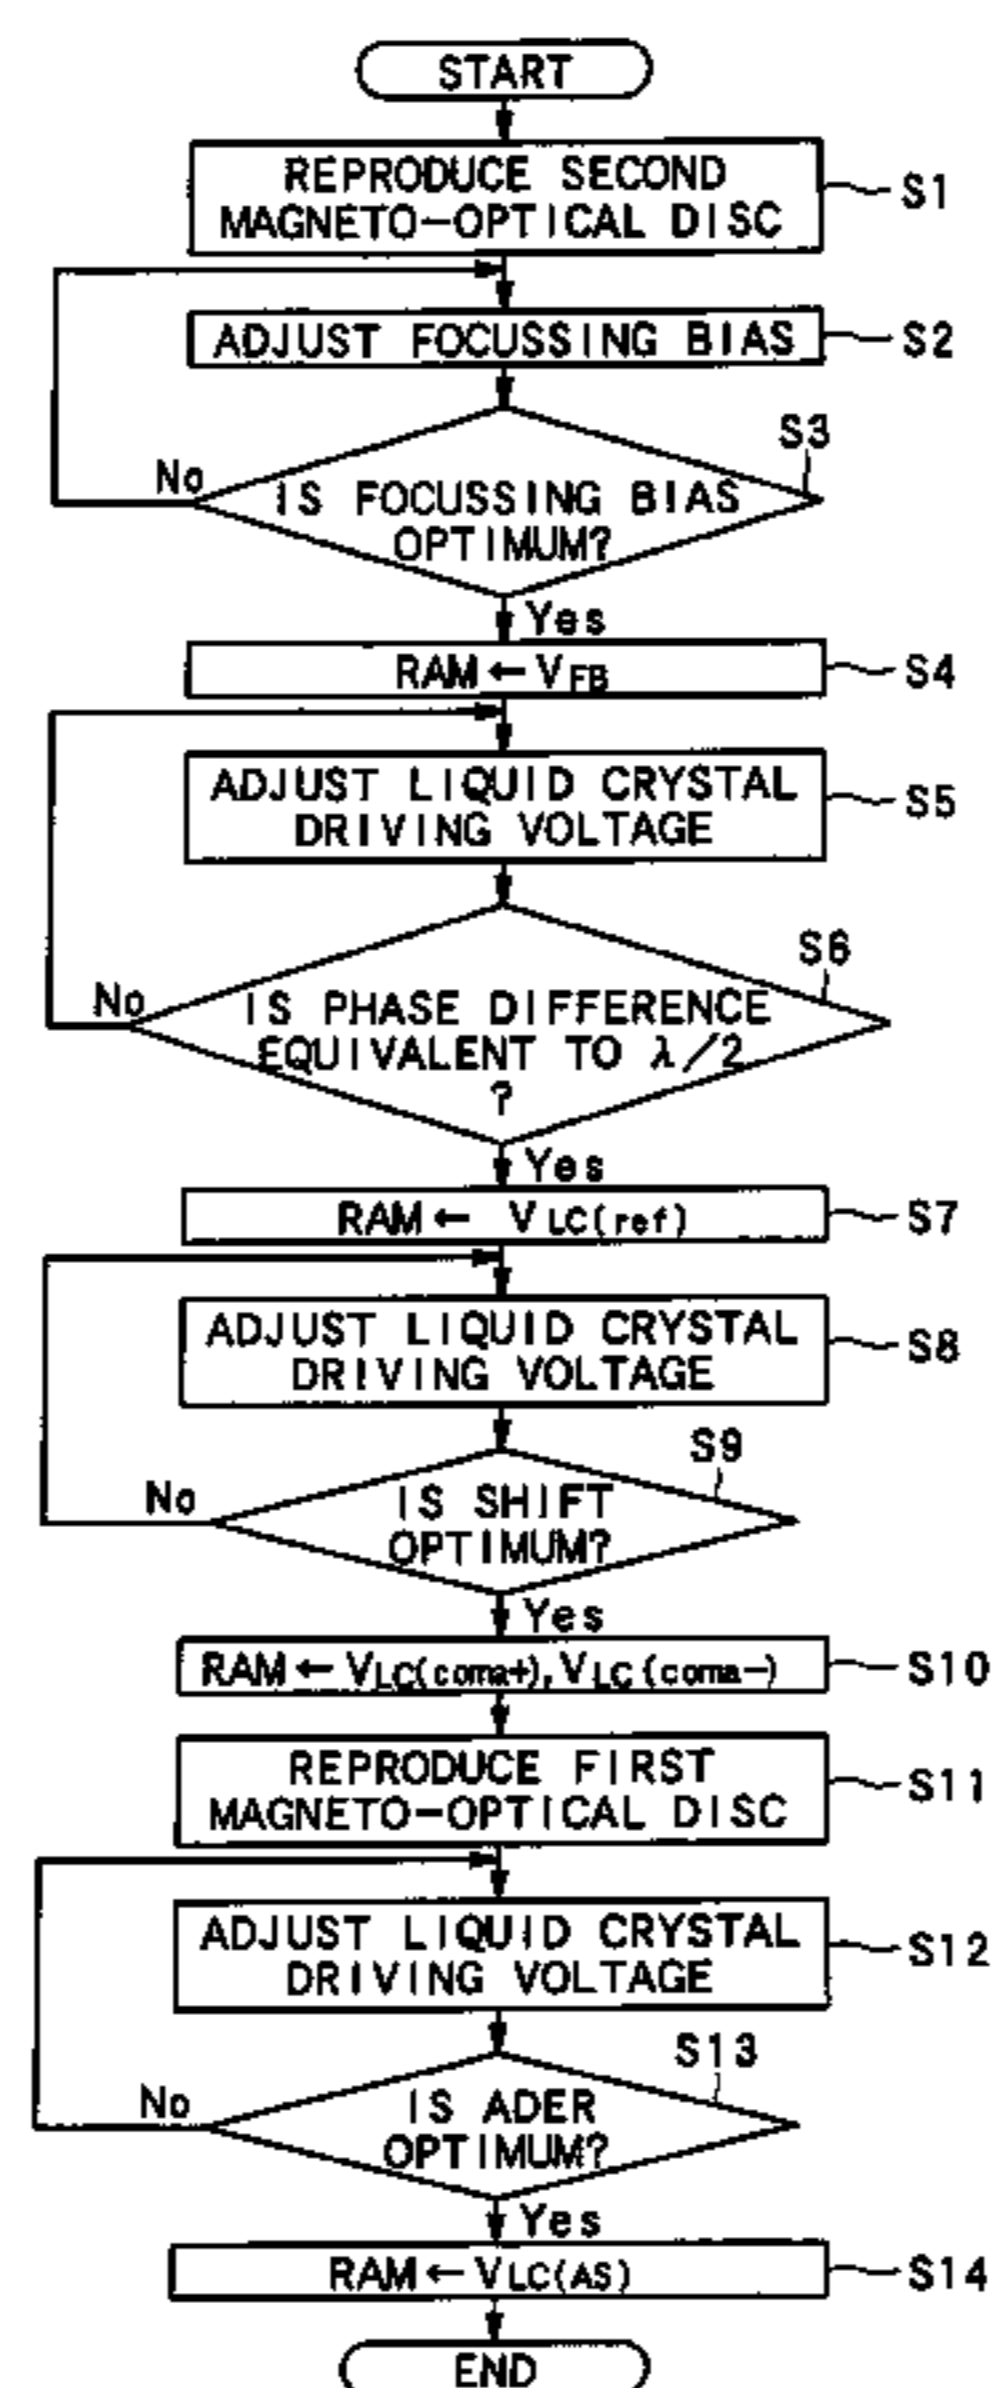 START
REPRODUCE SECOND
MAGNETO-OPTICAL DISC
S1
ADJUST FOCUSSING BIAS
S2
S3
No
IS FOCUSSING BIAS
OPTIMUM?
Yes
RAM ← VFB
S4
ADJUST LIQUID CRYSTAL
DRIVING VOLTAGE
S5
S6
No
IS PHASE DIFFERENCE
EQUIVALENT TO λ/2
?
Yes
RAM ← VLC(ref)
S7
ADJUST LIQUID CRYSTAL
DRIVING VOLTAGE
S8
S9
No
IS SHIFT
OPTIMUM?
Yes
RAM ← VLC(coma+), VLC(coma-)
S10
REPRODUCE FIRST
MAGNETO-OPTICAL DISC
S11
ADJUST LIQUID CRYSTAL
DRIVING VOLTAGE
S12
S13
No
IS ADER
OPTIMUM?
Yes
RAM ← VLC(AS)
S14
END